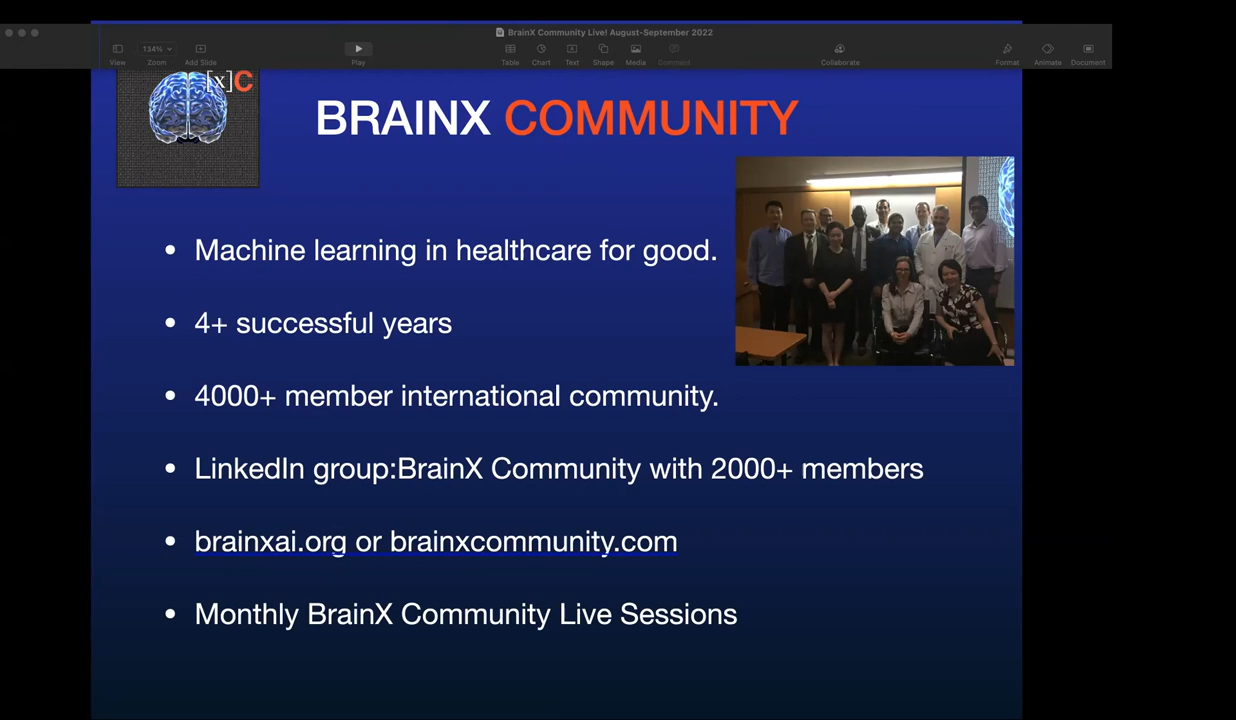 BrainX Community Live! August-September 2022
134%
View Zoom Add Slide Play Table Chart Text Shape Media Comment Collaborate Format Animate Document
[x]C
BRAINX COMMUNITY
• Machine learning in healthcare for good.
• 4+ successful years
• 4000+ member international community.
• LinkedIn group:BrainX Community with 2000+ members
• brainxai.org or brainxcommunity.com
• Monthly BrainX Community Live Sessions